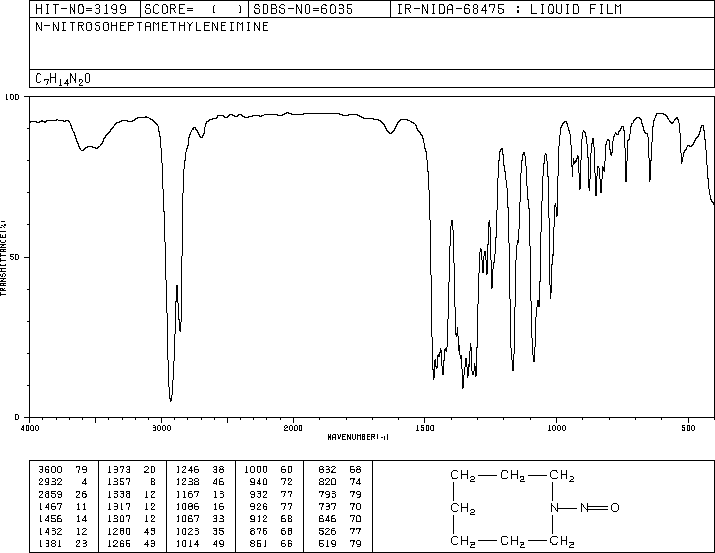 HIT-NO=3199 SCORE= ( ) SDBS-NO=6035 IR-NIDA-68475 : LIQUID FILM
N-NITROSOHEPTAMETHYLENEIMINE
C7H14N2O
100
TRANSMITTANCE(%)
50
0
4000 3000 2000 1500 1000 500
WAVENUMBER(-1)
3600 79 1373 20 1246 38 1000 60 832 68
2932 4 1357 8 1238 46 940 72 820 74
2859 26 1338 12 1167 13 932 77 793 79
1467 11 1317 12 1086 16 926 77 737 70
1456 14 1307 12 1067 33 912 68 646 70
1432 12 1280 43 1023 35 876 68 526 77
1381 23 1265 43 1014 49 851 66 519 79
CH2 CH2 CH2
CH2 N N O
CH2 CH2 CH2